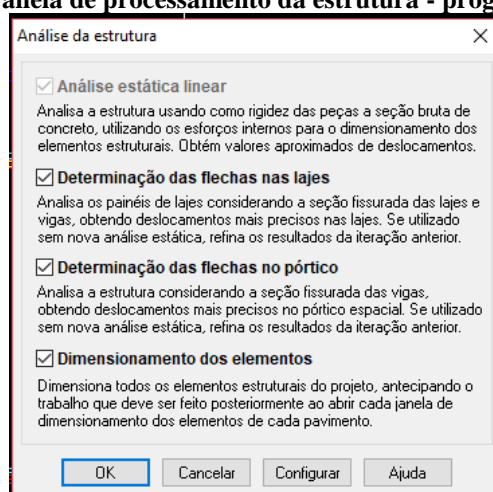 anela de processamento da estrutura - prog
Análise da estrutura
Análise estática linear
Analisa a estrutura usando como rigidez das peças a seção bruta de
concreto, utilizando os esforços internos para o dimensionamento dos
elementos estruturais. Obtém valores aproximados de deslocamentos.
Determinação das flechas nas lajes
Analisa os painéis de lajes considerando a seção fissurada das lajes e
vigas, obtendo deslocamentos mais precisos nas lajes. Se utilizado
sem nova análise estática, refina os resultados da iteração anterior.
Determinação das flechas no pórtico
Analisa a estrutura considerando a seção fissurada das vigas,
obtendo deslocamentos mais precisos no pórtico espacial. Se utilizado
sem nova análise estática, refina os resultados da iteração anterior.
Dimensionamento dos elementos
Dimensiona todos os elementos estruturais do projeto, antecipando o
trabalho que deve ser feito posteriormente ao abrir cada janela de
dimensionamento dos elementos de cada pavimento.
OK Cancelar Configurar Ajuda